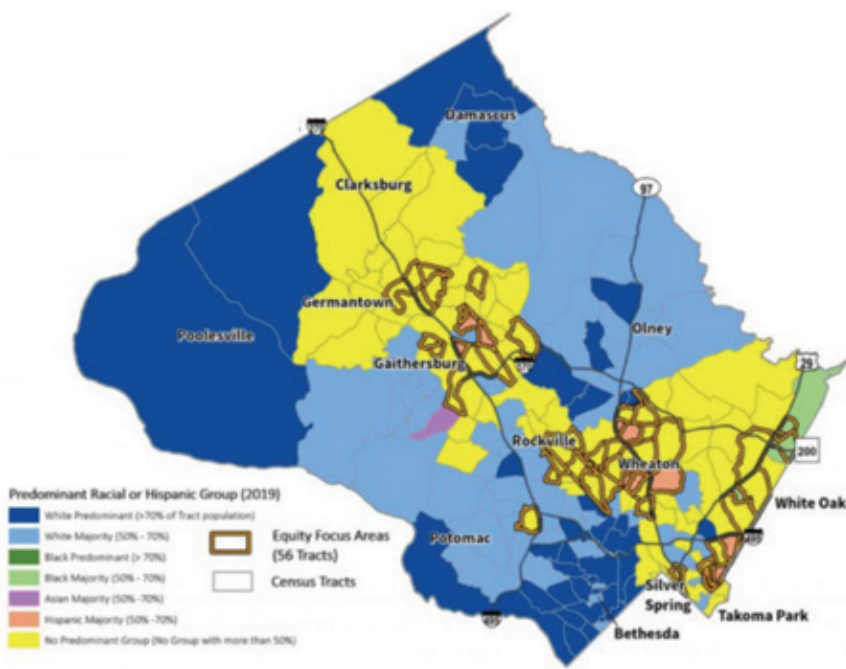 Damascus
270
Clarksburg
97
Germantown
Poolesville
Olney
Gaithersburg
29
Rockville
Wheaton
200
Predominant Racial or Hispanic Group (2019)
White Predominant (>70% of Tract population)
White Majority (50% - 70%)
Black Predominant (> 70%)
Black Majority (50% - 70%)
Asian Majority (50% -70%)
Hispanic Majority (50% -70%)
No Predominant Group (No Group with more than 50%)
Equity Focus Areas
(56 Tracts)
Census Tracts
White Oak
Potomac
495
Silver
Spring
Takoma Park
495
Bethesda